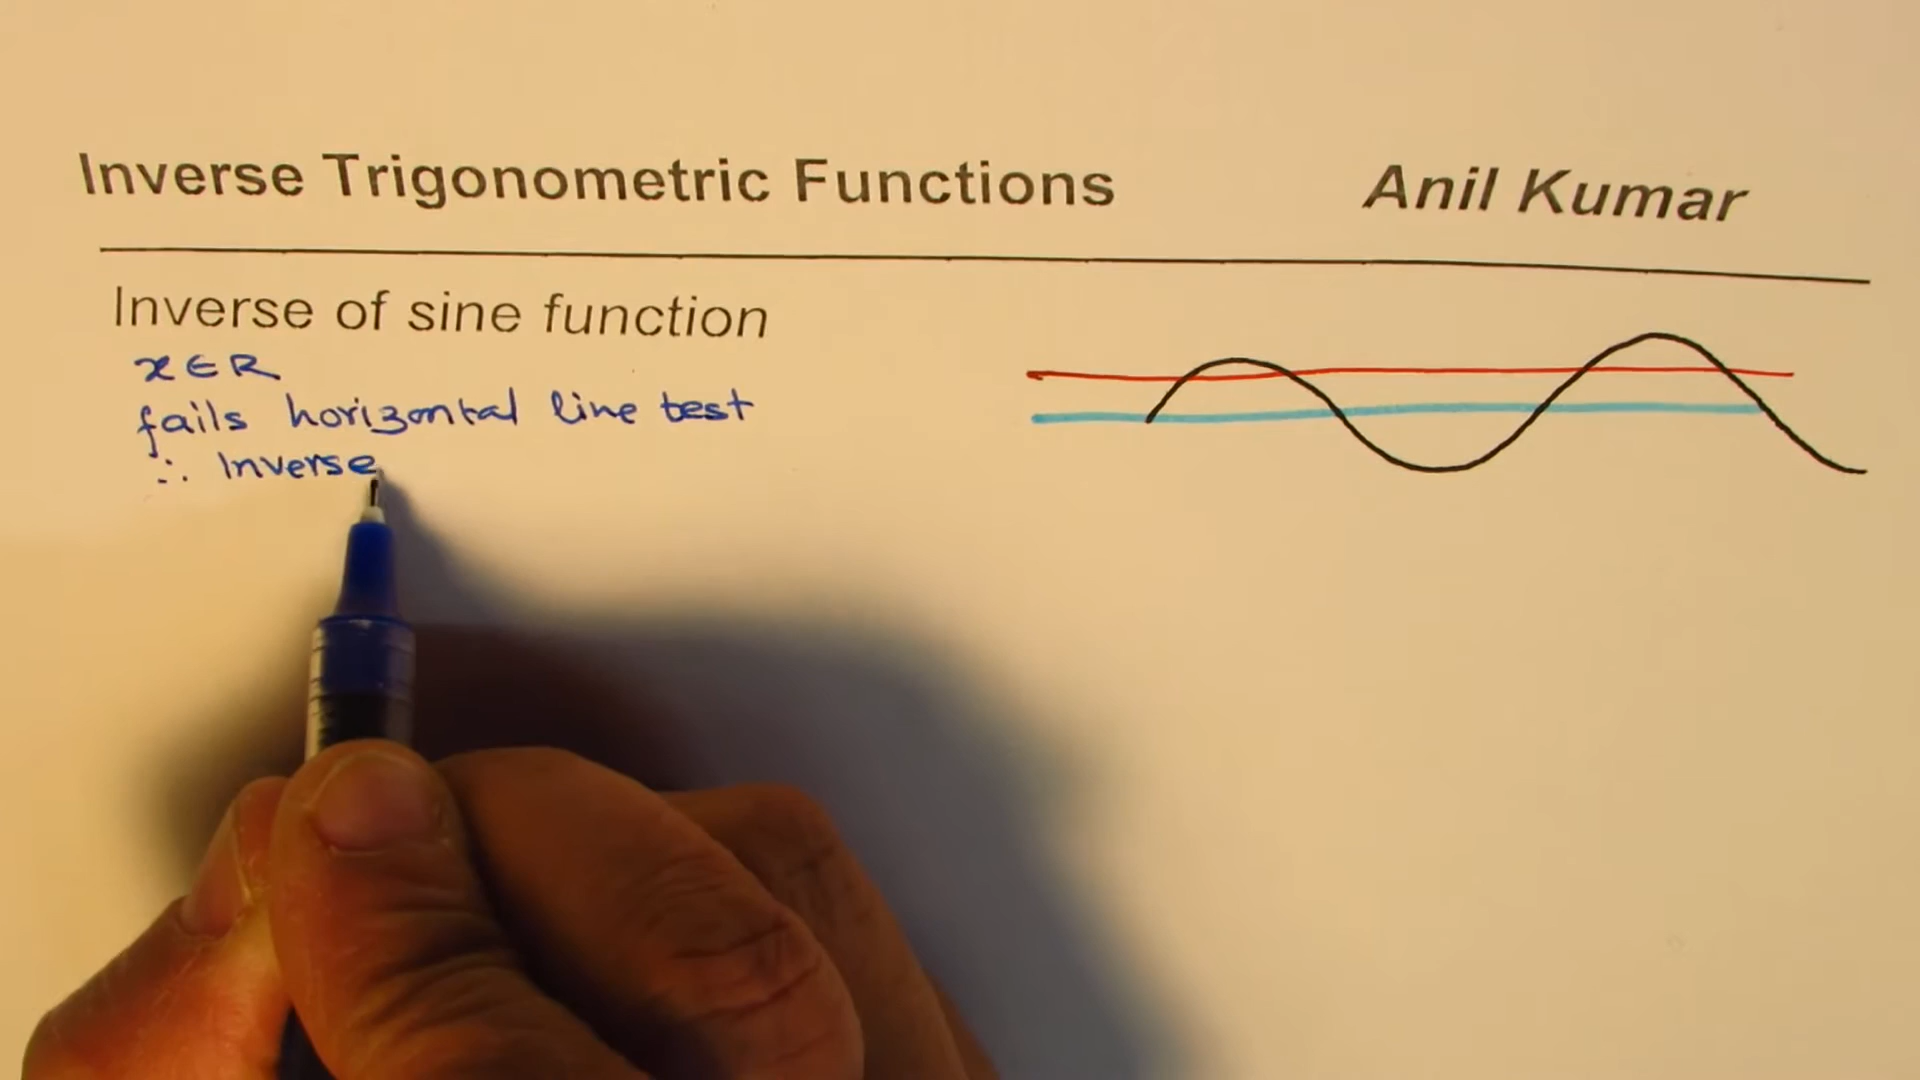 Inverse Trigonometric Functions Anil Kumar
Inverse of sine function
x ∈ R
fails horizontal line test
∴ Inverse